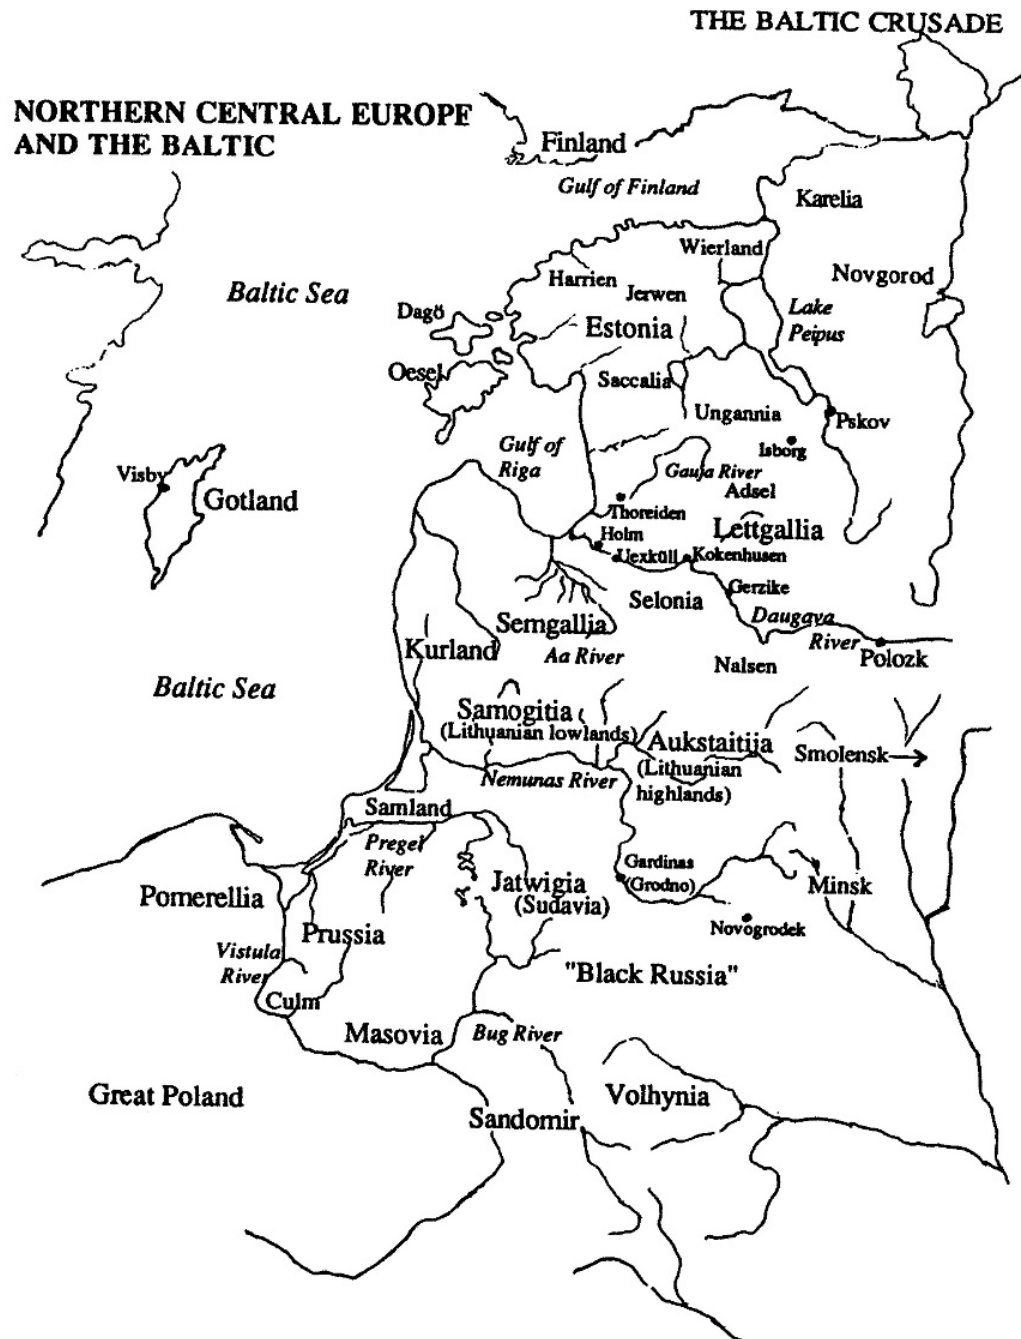 THE BALTIC CRUSADE
NORTHERN CENTRAL EUROPE
AND THE BALTIC
Finland
Gulf of Finland
Karelia
Wierland
Novgorod
Harrien
Baltic Sea
Jerwen
Dagö
Lake
Peipus
Estonia
Oesel
Saccalia
Ungannia
Pskov
Isborg
Gulf of
Riga
Gauja River
Visby
Gotland
Adsel
Thoreiden
Lettgallia
Holm
Uexküll
Kokenhusen
Gerzike
Selonia
Daugava
River
Semgallia
Kurland
Aa River
Polozk
Nalsen
Baltic Sea
Samogitia
(Lithuanian lowlands)
Aukstaitija
(Lithuanian
highlands)
Smolensk
Nemunas River
Samland
Pregel
River
Gardinas
(Grodno)
Jatwigia
(Sudavia)
Minsk
Pomerellia
Novogrodek
Prussia
Vistula
River
"Black Russia"
Culm
Masovia
Bug River
Great Poland
Volhynia
Sandomir